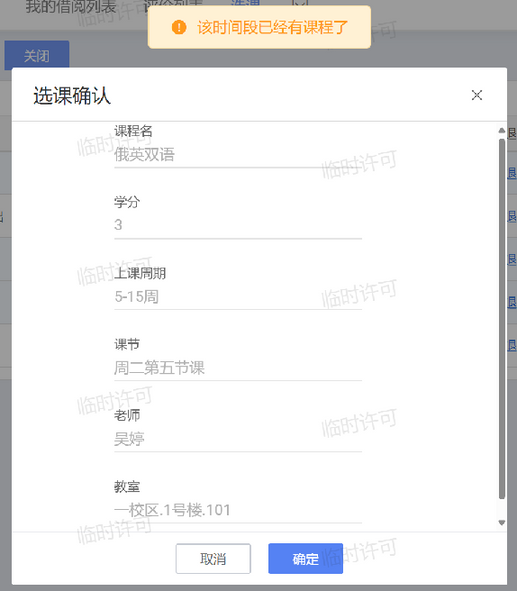 我的借阅列表 评价列表 选课
该时间段已经有课程了
关闭
选课确认
课程名
俄英双语
学分
3
上课周期
5-15周
课节
周二第五节课
老师
吴婷
教室
一校区.1号楼.101
取消 确定
临时许可
临时许可
临时许可
临时许可
临时许可
临时许可
临时许可
临时许可